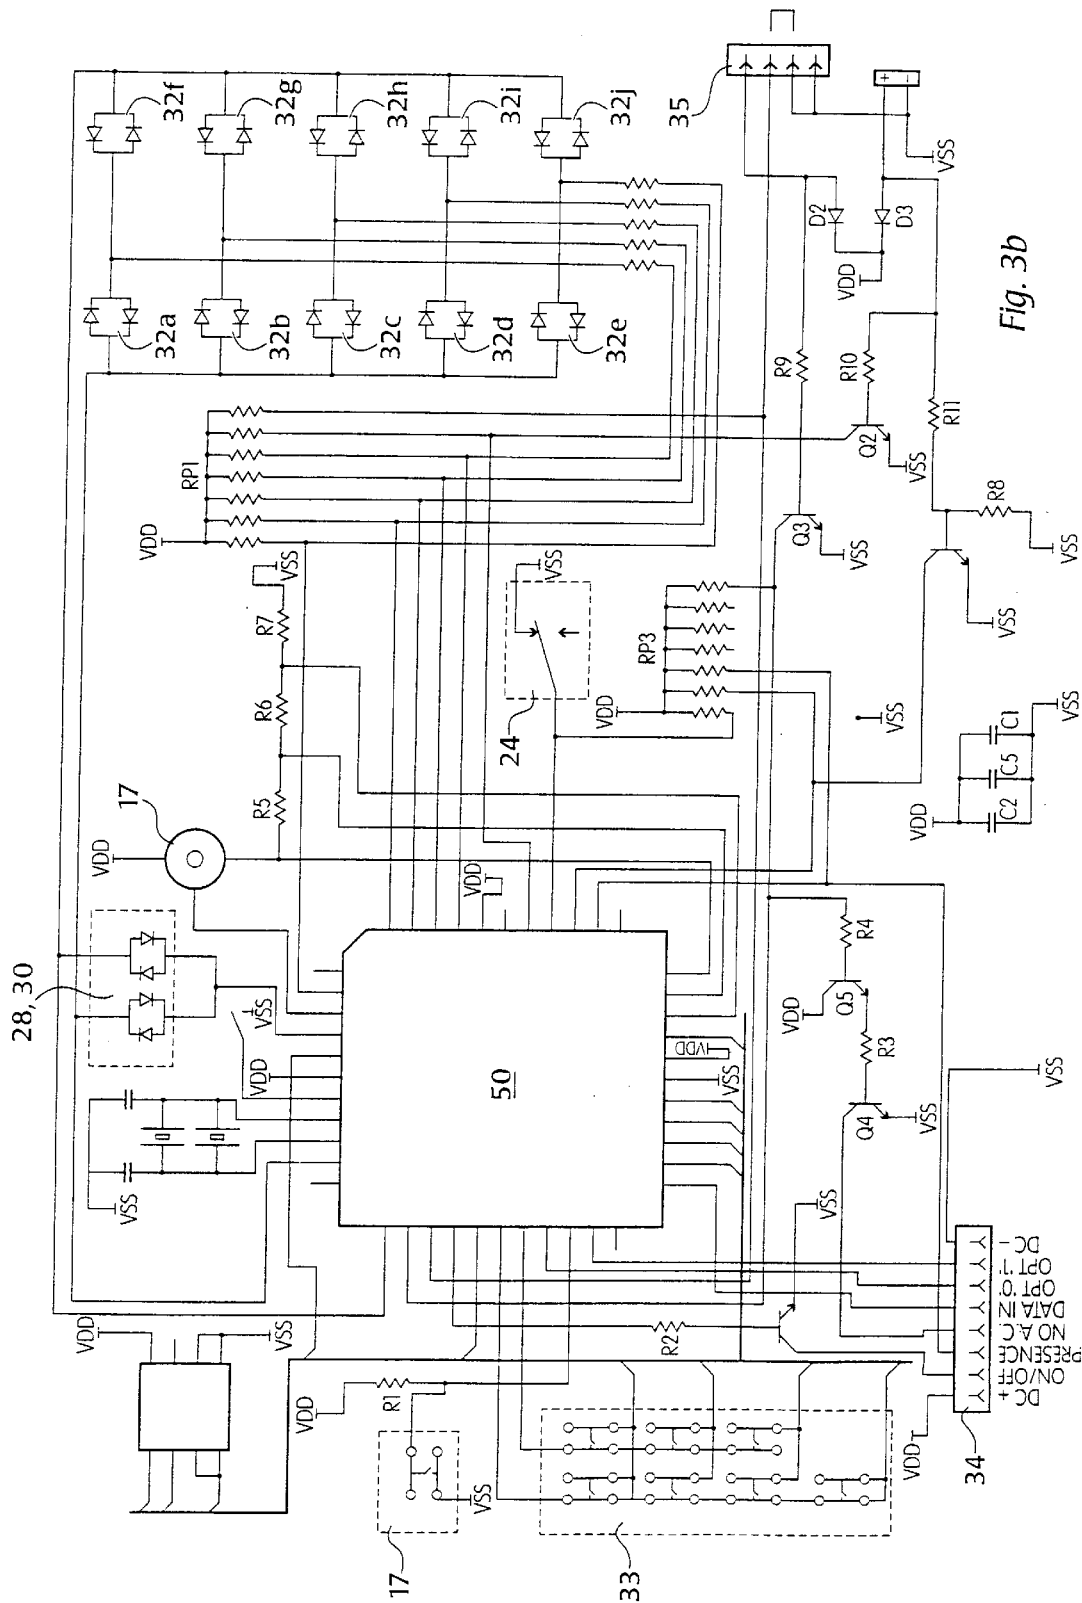 28, 30
17
VDD
32f
32g
32h
32i
32j
32a
32b
32c
32d
32e
35
VDD
RP1
R7
VSS
R6
R5
24
VSS
VDD
RP3
R9
Q3
VSS
D2
D3
VDD
VSS
+
-
R10
Q2
VSS
R11
R8
VSS
VSS
VSS
VDD
C1
C5
C2
VSS
VDD
VSS
VDD
VSS
50
VDD
VSS
VDD
Q5
R4
R3
Q4
VSS
VSS
VSS
R2
VDD
VSS
VDD
R1
17
VSS
33
VDD
34
DC -
OPT '1'
OPT '0'
DATA IN
NO A.C.
PRESENCE
ON/OFF
DC +
Fig. 3b